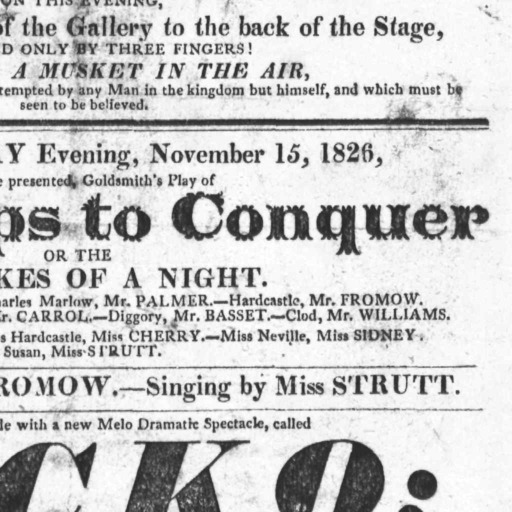 ON THIS EVENING,
of the Gallery to the back of the Stage,
D ONLY BY THREE FINGERS!
A MUSKET IN THE AIR,
tempted by any Man in the kingdom but himself, and which must be
seen to be believed.
AY Evening, November 15, 1826,
e presented, Goldsmith's Play of
ps to Conquer
OR THE
KES OF A NIGHT.
harles Marlow, Mr. PALMER.—Hardcastle, Mr. FROMOW.
r. CARROL.—Diggory, Mr. BASSET.—Clod, Mr. WILLIAMS.
s Hardcastle, Miss CHERRY.—Miss Neville, Miss SIDNEY.
Susan, Miss STRUTT.
ROMOW.—Singing by Miss STRUTT.
le with a new Melo Dramatic Spectacle, called
CKO;